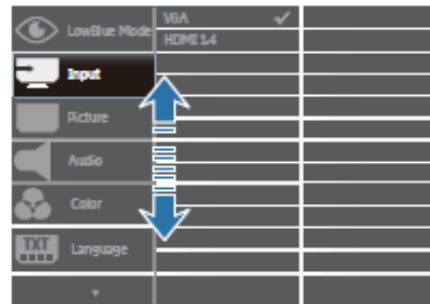 LowBlue Mode
VGA
HDMI 1.4
Input
Picture
Audio
Color
TXT
Language